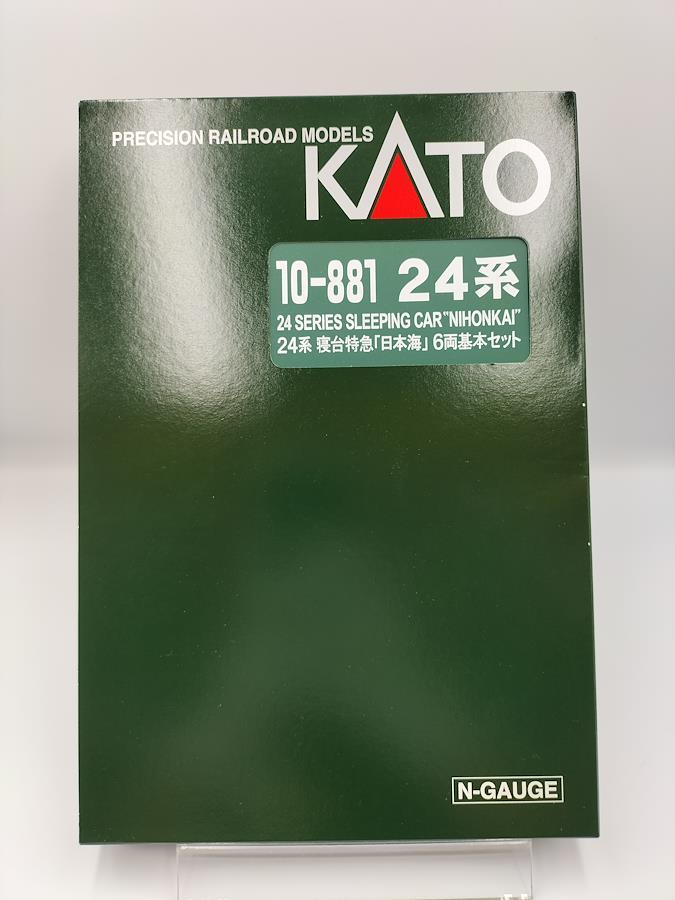 PRECISION RAILROAD MODELS
KATO
10-881 24系
24 SERIES SLEEPING CAR "NIHONKAI"
24系 寝台特急「日本海」 6両基本セット
N-GAUGE